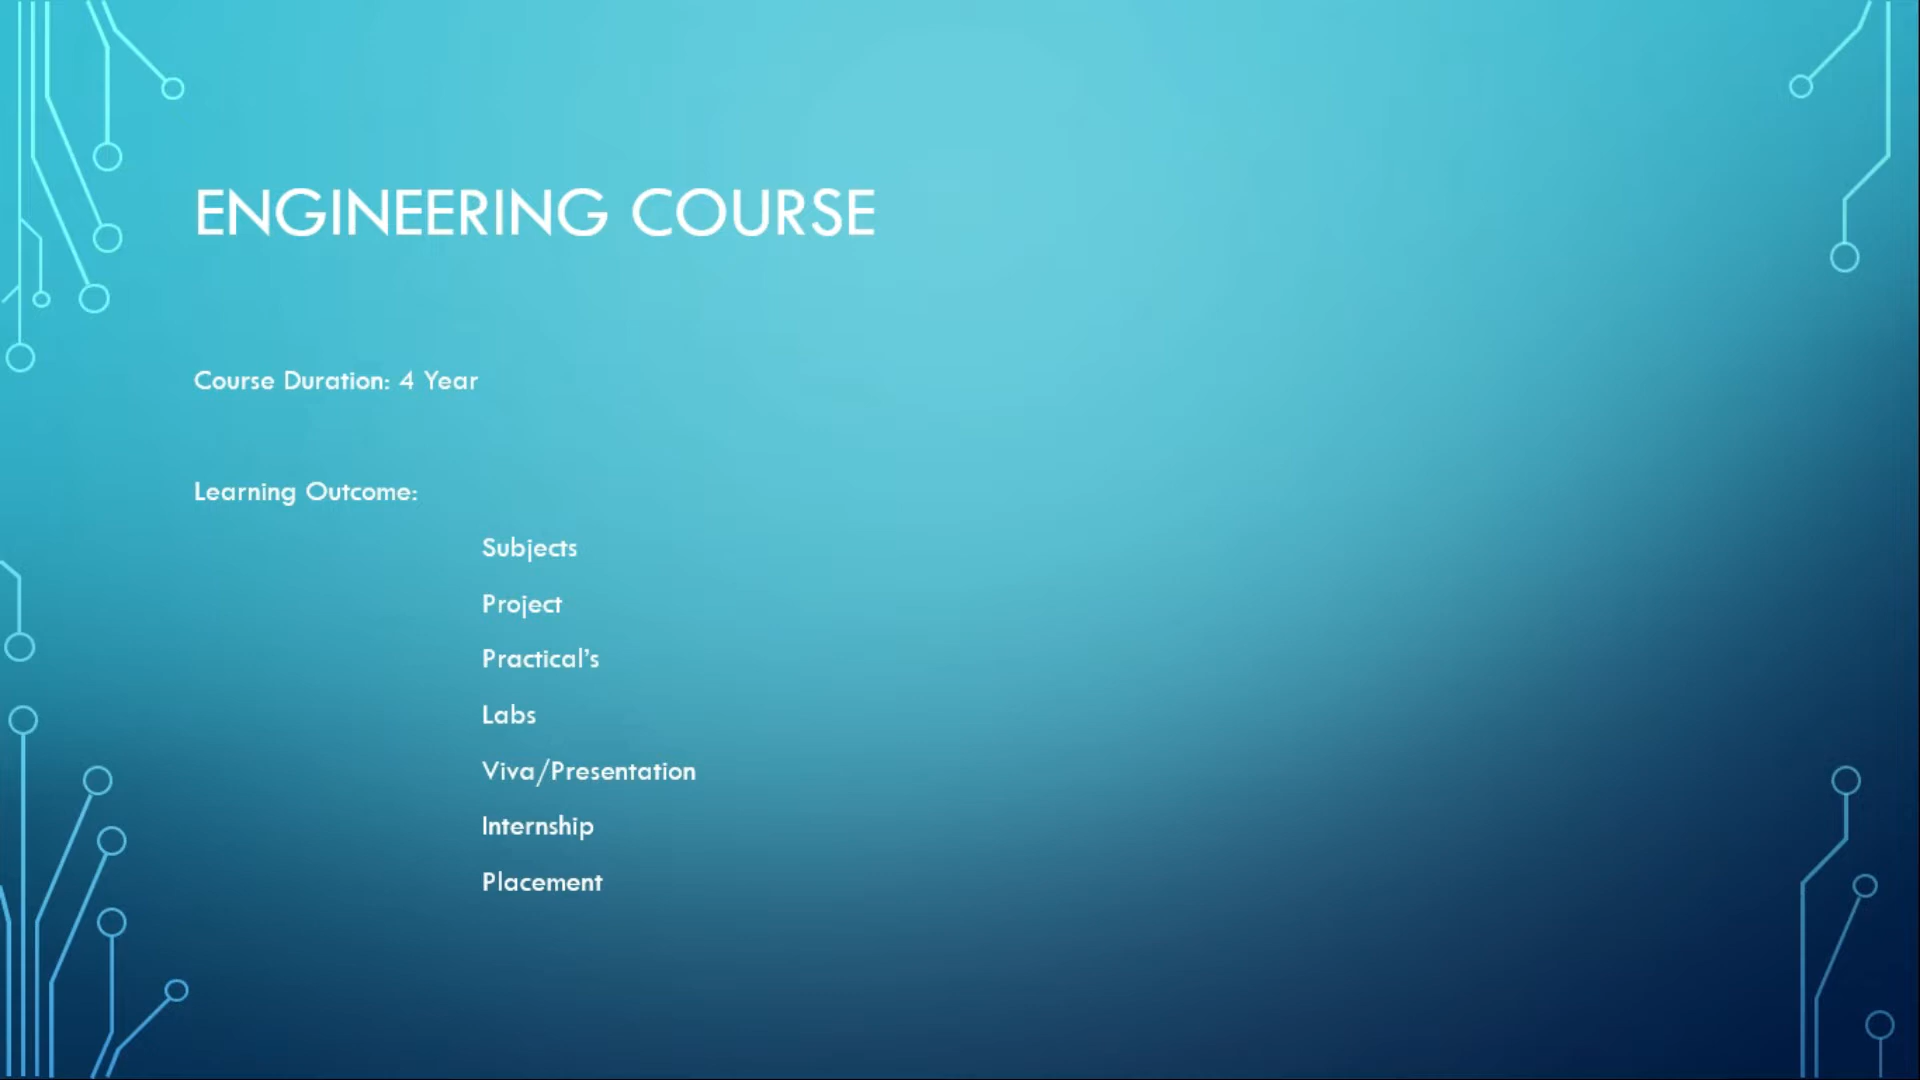 ENGINEERING COURSE
Course Duration: 4 Year
Learning Outcome:
Subjects
Project
Practical’s
Labs
Viva/Presentation
Internship
Placement